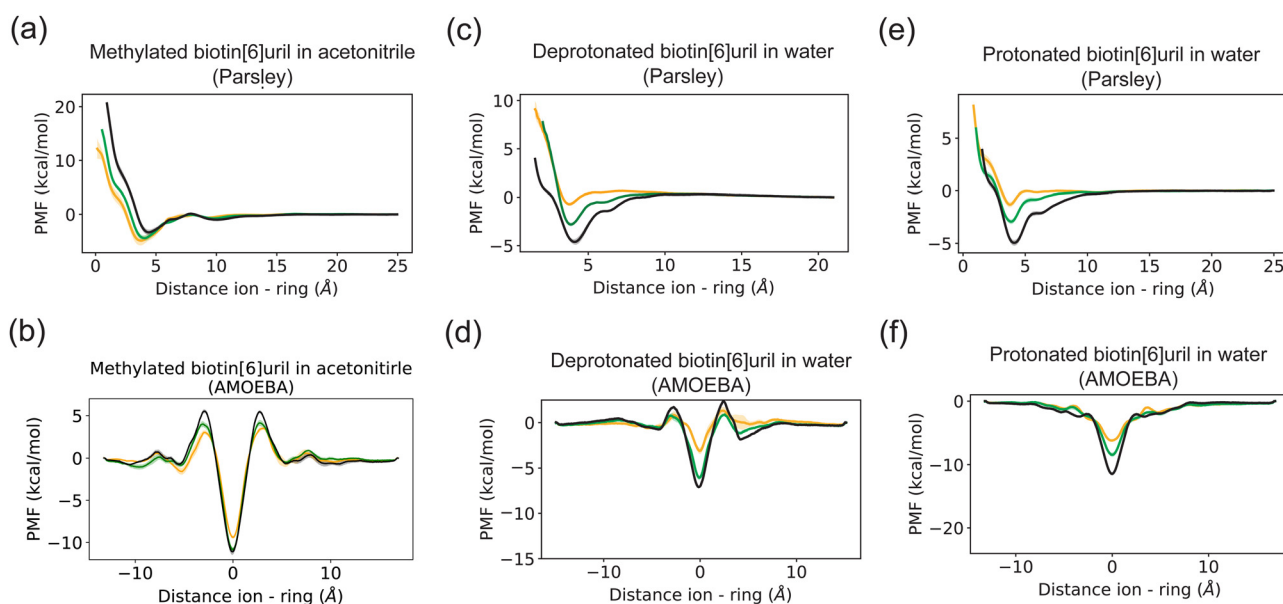 (a)
Methylated biotin[6]uril in acetonitrile
(Parsley)
20
10
0
PMF (kcal/mol)
0 5 10 15 20 25
Distance ion - ring (Å)
(c)
Deprotonated biotin[6]uril in water
(Parsley)
10
5
0
−5
PMF (kcal/mol)
5 10 15 20
Distance ion - ring (Å)
(e)
Protonated biotin[6]uril in water
(Parsley)
5
0
−5
PMF (kcal/mol)
0 5 10 15 20 25
Distance ion - ring (Å)
(b)
Methylated biotin[6]uril in acetonitirle
(AMOEBA)
5
0
−5
−10
PMF (kcal/mol)
−10 0 10
Distance ion - ring (Å)
(d)
Deprotonated biotin[6]uril in water
(AMOEBA)
0
−5
−10
−15
PMF (kcal/mol)
−10 0 10
Distance ion - ring (Å)
(f)
Protonated biotin[6]uril in water
(AMOEBA)
0
−10
−20
PMF (kcal/mol)
−10 0 10
Distance ion - ring (Å)